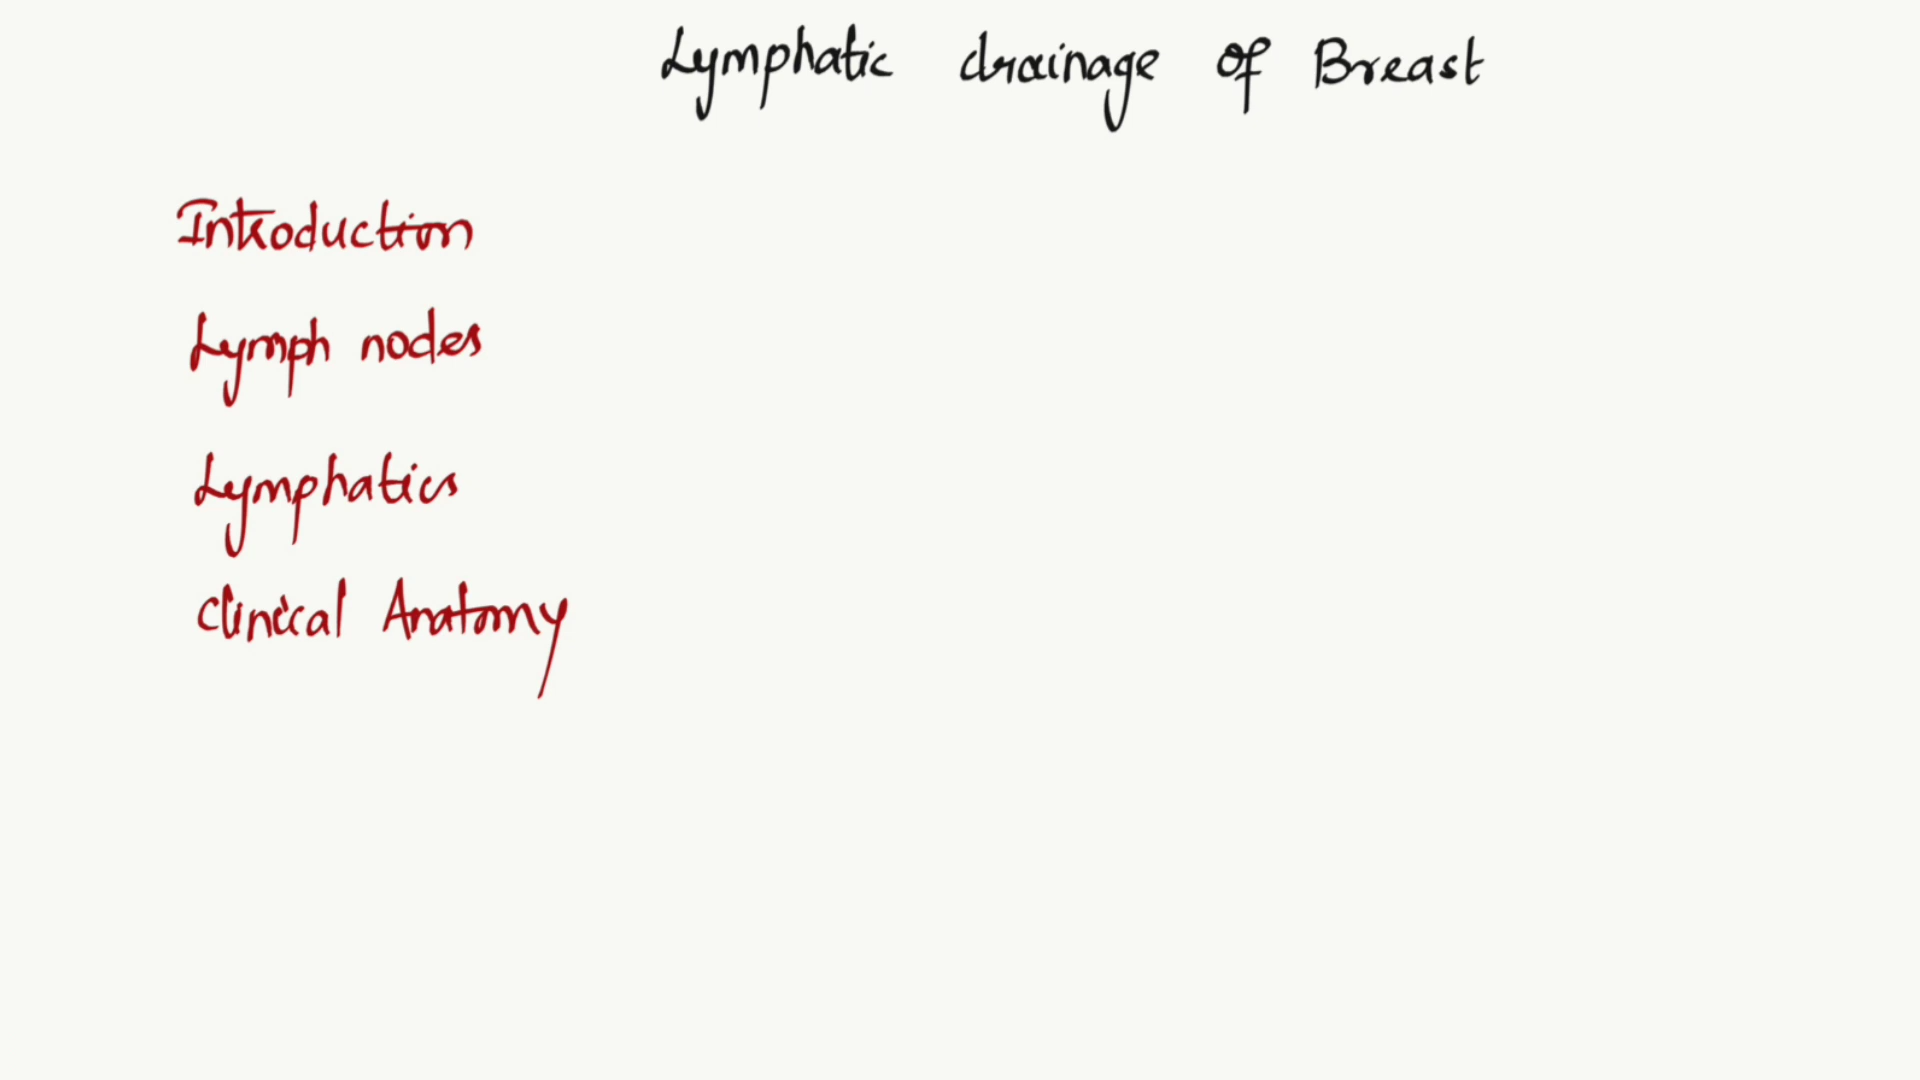 Lymphatic drainage of Breast
Introduction
Lymph nodes
Lymphatics
Clinical Anatomy